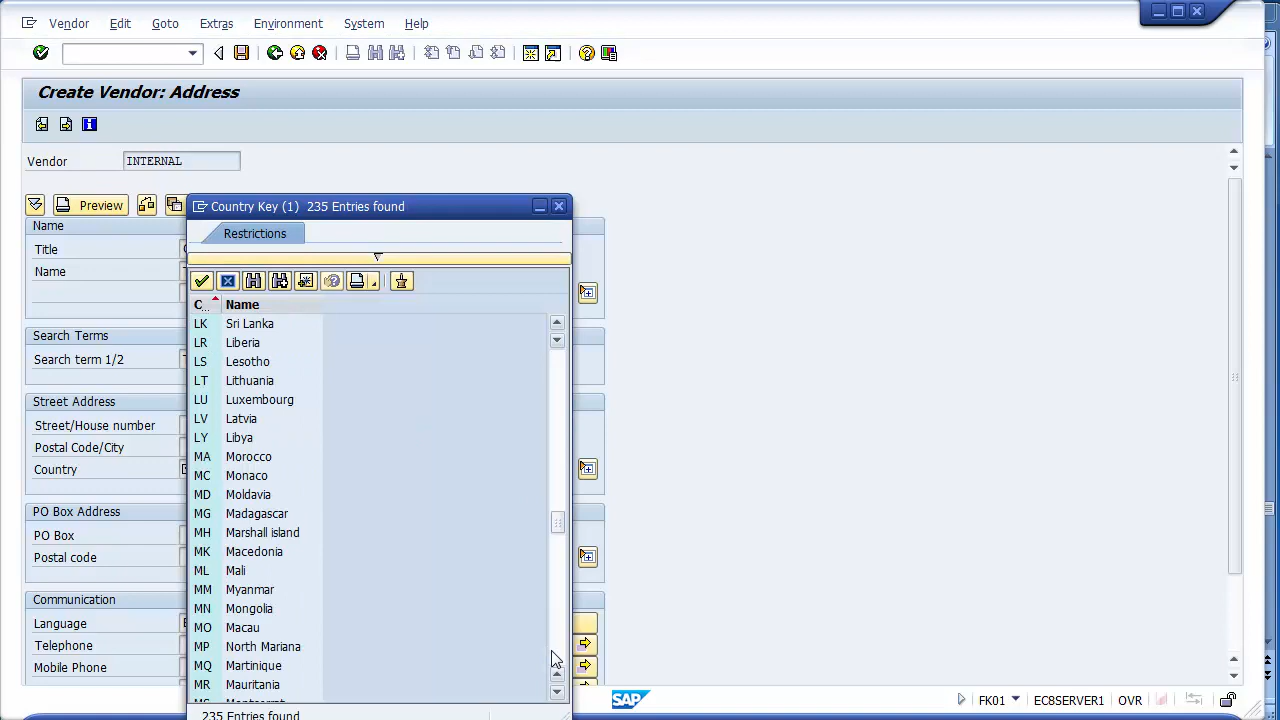 Vendor Edit Goto Extras Environment System Help
Create Vendor: Address
Vendor INTERNAL
Preview
Country Key (1) 235 Entries found
Restrictions
C.. Name
LK Sri Lanka
LR Liberia
LS Lesotho
LT Lithuania
LU Luxembourg
LV Latvia
LY Libya
MA Morocco
MC Monaco
MD Moldavia
MG Madagascar
MH Marshall island
MK Macedonia
ML Mali
MM Myanmar
MN Mongolia
MO Macau
MP North Mariana
MQ Martinique
MR Mauritania
235 Entries found
Name
Title
Name
Search Terms
Search term 1/2
Street Address
Street/House number
Postal Code/City
Country
PO Box Address
PO Box
Postal code
Communication
Language
Telephone
Mobile Phone
SAP
FK01 EC8SERVER1 OVR